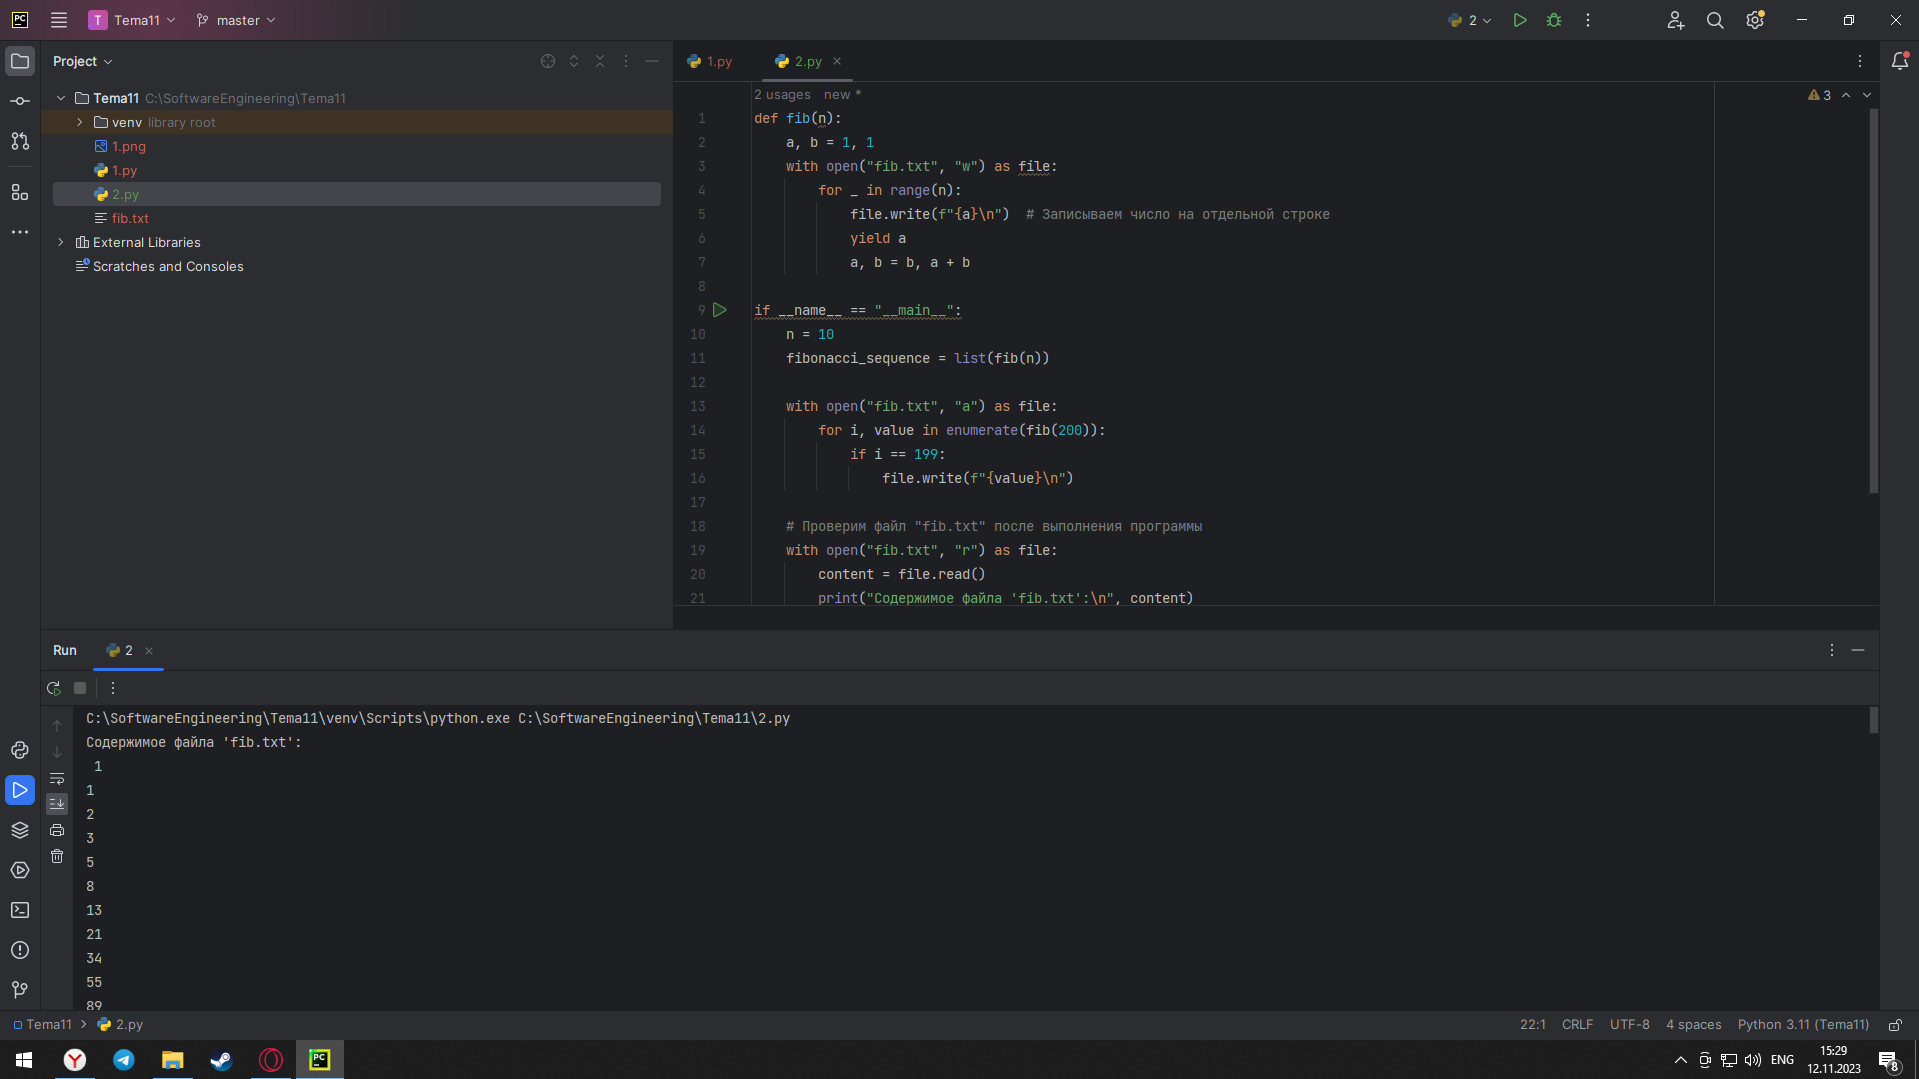 PC
T Tema11
master
2
Project
Tema11 C:\SoftwareEngineering\Tema11
venv library root
1.png
1.py
2.py
fib.txt
External Libraries
Scratches and Consoles
1.py
2.py
2 usages new *
3
1 def fib(n):
2 a, b = 1, 1
3 with open("fib.txt", "w") as file:
4 for _ in range(n):
5 file.write(f"{a}\n")  # Записываем число на отдельной строке
6 yield a
7 a, b = b, a + b
8
9 if __name__ == "__main__":
10 n = 10
11 fibonacci_sequence = list(fib(n))
12
13 with open("fib.txt", "a") as file:
14 for i, value in enumerate(fib(200)):
15 if i == 199:
16 file.write(f"{value}\n")
17
18 # Проверим файл "fib.txt" после выполнения программы
19 with open("fib.txt", "r") as file:
20 content = file.read()
21 print("Содержимое файла 'fib.txt':\n", content)
Run
2
C:\SoftwareEngineering\Tema11\venv\Scripts\python.exe C:\SoftwareEngineering\Tema11\2.py
Содержимое файла 'fib.txt':
1
1
2
3
5
8
13
21
34
55
89
Tema11 > 2.py
22:1 CRLF UTF-8 4 spaces Python 3.11 (Tema11)
PC
ENG
15:29
12.11.2023
8